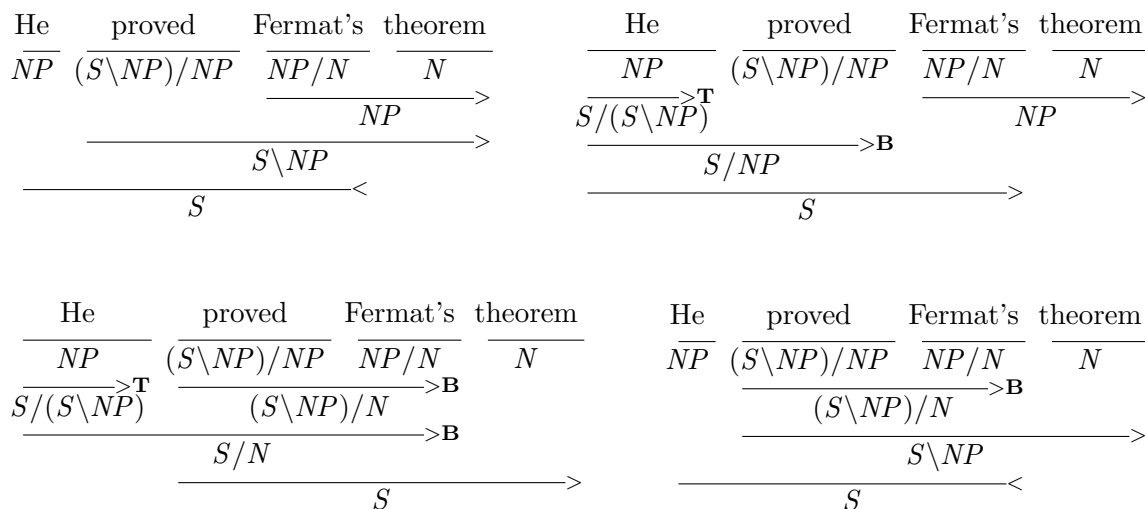 He proved Fermat's theorem
NP (S\NP)/NP NP/N N
>
NP
>
S\NP
<
S
He proved Fermat's theorem
NP (S\NP)/NP NP/N N
>T >
S/(S\NP) NP
>B
S/NP
>
S
He proved Fermat's theorem
NP (S\NP)/NP NP/N N
>T >B
S/(S\NP) (S\NP)/N
>B
S/N
>
S
He proved Fermat's theorem
NP (S\NP)/NP NP/N N
>B
(S\NP)/N
>
S\NP
<
S